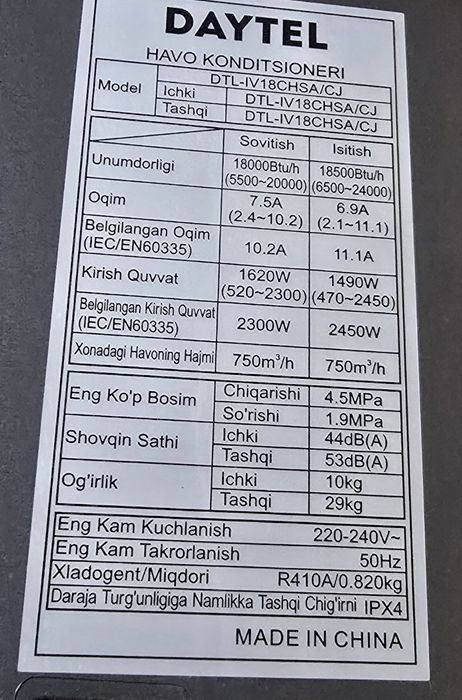 DAYTEL
HAVO KONDITSIONERI
Model DTL-IV18CHSA/CJ
Ichki DTL-IV18CHSA/CJ
Tashqi DTL-IV18CHSA/CJ
Sovitish Isitish
Unumdorligi 18000Btu/h (5500~20000) 18500Btu/h (6500~24000)
Oqim 7.5A (2.4~10.2) 6.9A (2.1~11.1)
Belgilangan Oqim (IEC/EN60335) 10.2A 11.1A
Kirish Quvvat 1620W (520~2300) 1490W (470~2450)
Belgilangan Kirish Quvvat (IEC/EN60335) 2300W 2450W
Xonadagi Havoning Hajmi 750m³/h 750m³/h
Eng Ko'p Bosim Chiqarishi 4.5MPa
So'rishi 1.9MPa
Shovqin Sathi Ichki 44dB(A)
Tashqi 53dB(A)
Og'irlik Ichki 10kg
Tashqi 29kg
Eng Kam Kuchlanish 220-240V~
Eng Kam Takrorlanish 50Hz
Xladogent/Miqdori R410A/0.820kg
Daraja Turg'unligiga Namlikka Tashqi Chig'irni IPX4
MADE IN CHINA